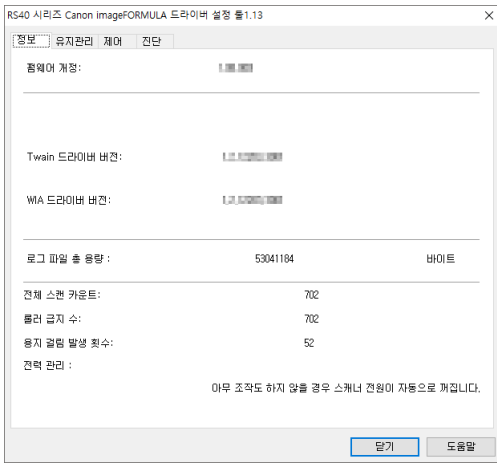 RS40 시리즈 Canon imageFORMULA 드라이버 설정 툴1.13
정보 유지관리 제어 진단
펌웨어 개정:
Twain 드라이버 버전:
WIA 드라이버 버전:
로그 파일 총 용량 : 53041184 바이트
전체 스캔 카운트: 702
롤러 급지 수: 702
용지 걸림 발생 횟수: 52
전력 관리 :
아무 조작도 하지 않을 경우 스캐너 전원이 자동으로 꺼집니다.
닫기 도움말